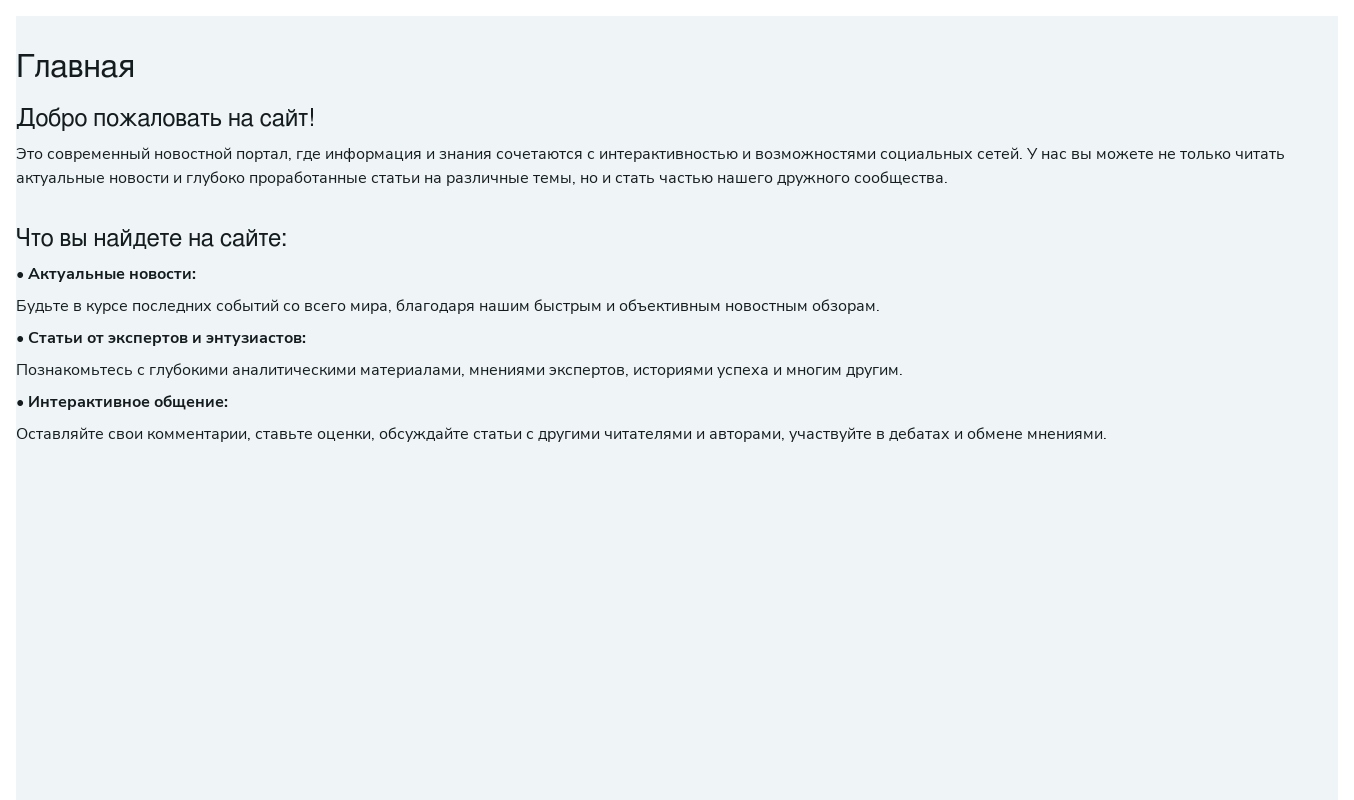 Главная
Добро пожаловать на сайт!
Это современный новостной портал, где информация и знания сочетаются с интерактивностью и возможностями социальных сетей. У нас вы можете не только читать
актуальные новости и глубоко проработанные статьи на различные темы, но и стать частью нашего дружного сообщества.
Что вы найдете на сайте:
• Актуальные новости:
Будьте в курсе последних событий со всего мира, благодаря нашим быстрым и объективным новостным обзорам.
• Статьи от экспертов и энтузиастов:
Познакомьтесь с глубокими аналитическими материалами, мнениями экспертов, историями успеха и многим другим.
• Интерактивное общение:
Оставляйте свои комментарии, ставьте оценки, обсуждайте статьи с другими читателями и авторами, участвуйте в дебатах и обмене мнениями.